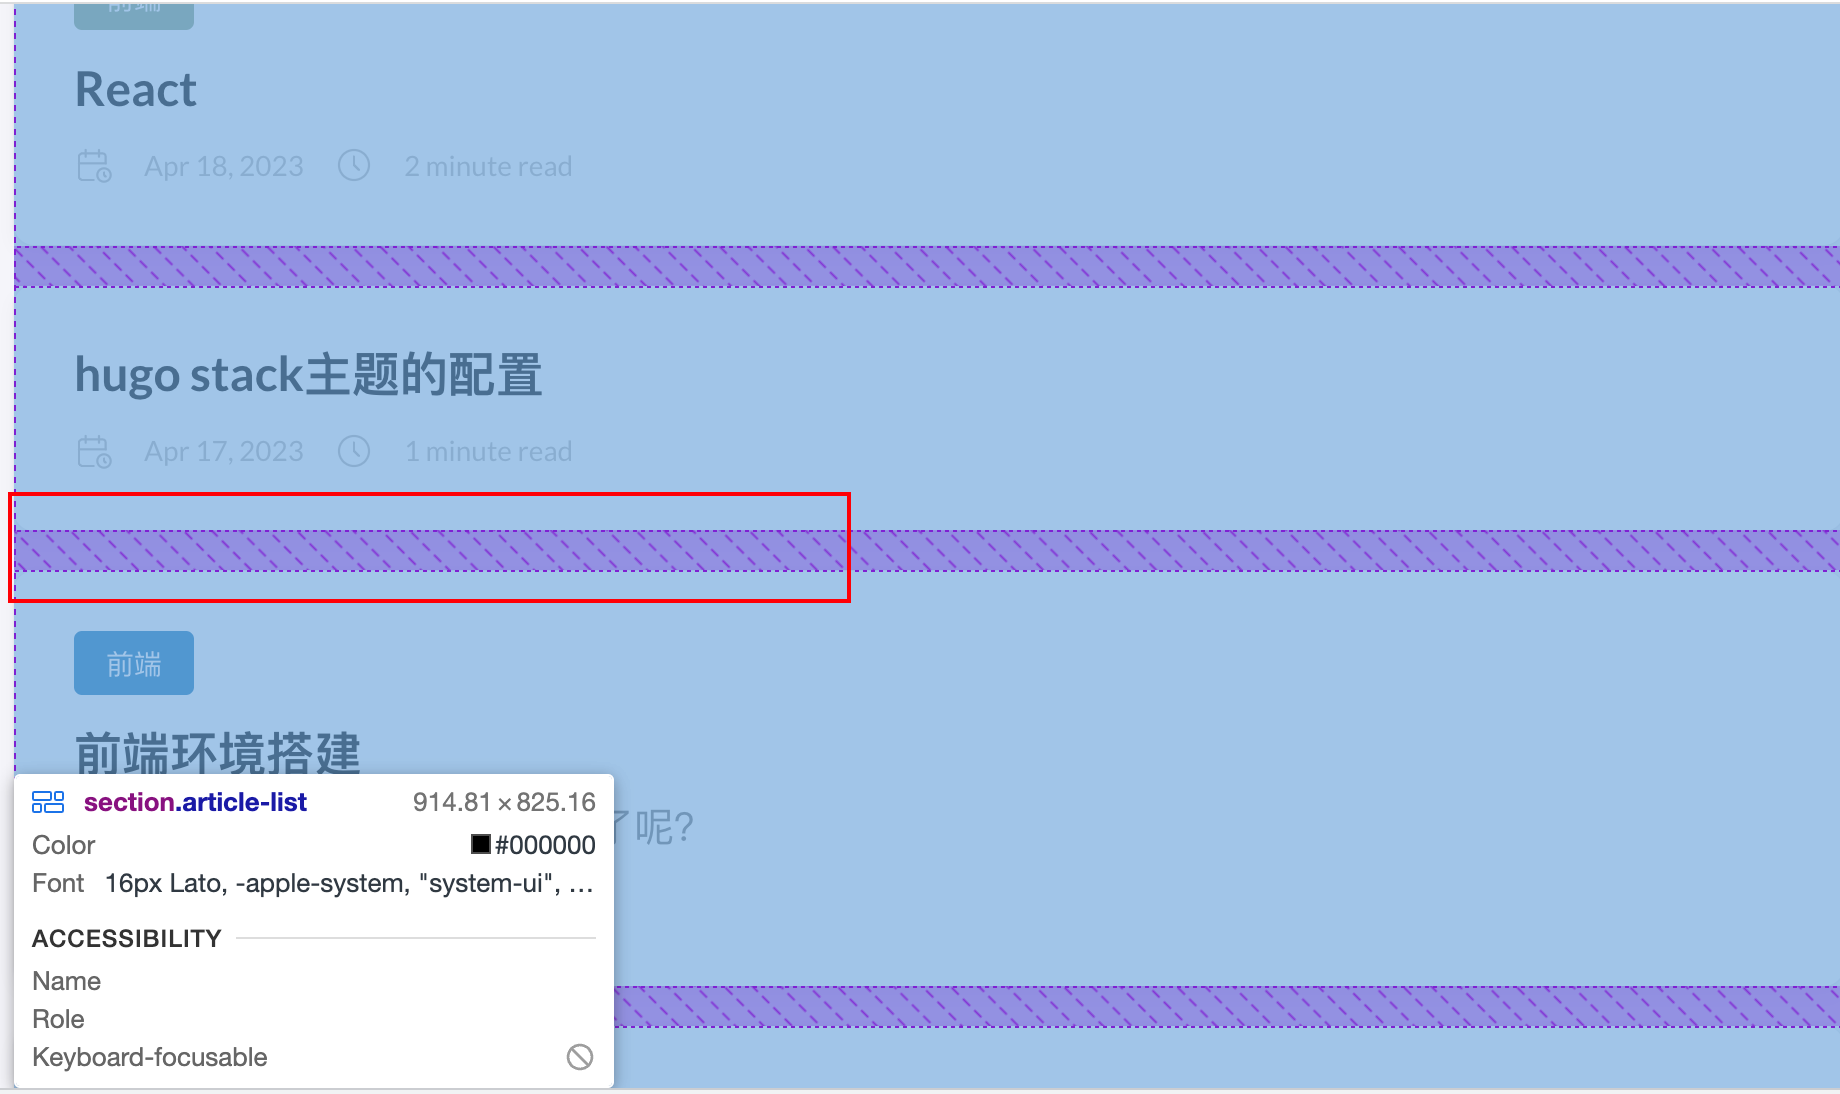 前端
React
Apr 18, 2023 2 minute read
hugo stack主题的配置
Apr 17, 2023 1 minute read
前端
前端环境搭建
了呢?
section.article-list 914.81×825.16
Color #000000
Font 16px Lato, -apple-system, "system-ui", …
ACCESSIBILITY
Name
Role
Keyboard-focusable